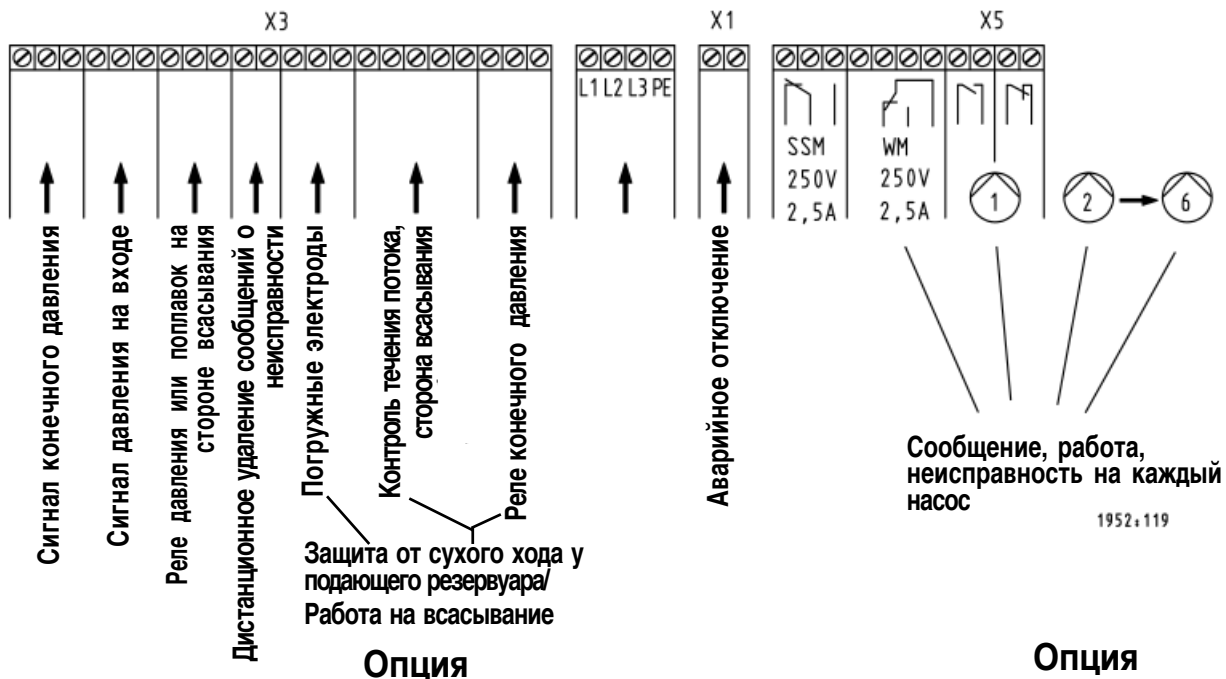 X3
X1
X5
L1 L2 L3 PE
SSM
250V
2,5A
WM
250V
2,5A
1
2
6
Сигнал конечного давления
Сигнал давления на входе
Реле давления или поплавок на
стороне всасывания
Дистанционное удаление сообщений о
неисправности
Погружные электроды
Контроль течения потока,
сторона всасывания
Реле конечного давления
Аварийное отключение
Защита от сухого хода у
подающего резервуара/
Работа на всасывание
Опция
Сообщение, работа,
неисправность на каждый
насос
1952:119
Опция